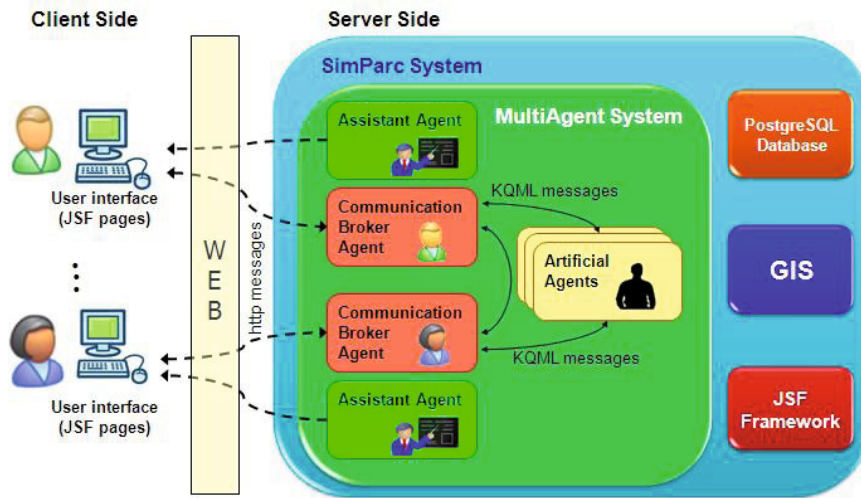 Client Side
Server Side
SimParc System
MultiAgent System
Assistant Agent
PostgreSQL
Database
User interface
(JSF pages)
Communication
Broker
Agent
KQML messages
WEB
http messages
Artificial
Agents
GIS
Communication
Broker
Agent
KQML messages
User interface
(JSF pages)
Assistant Agent
JSF
Framework